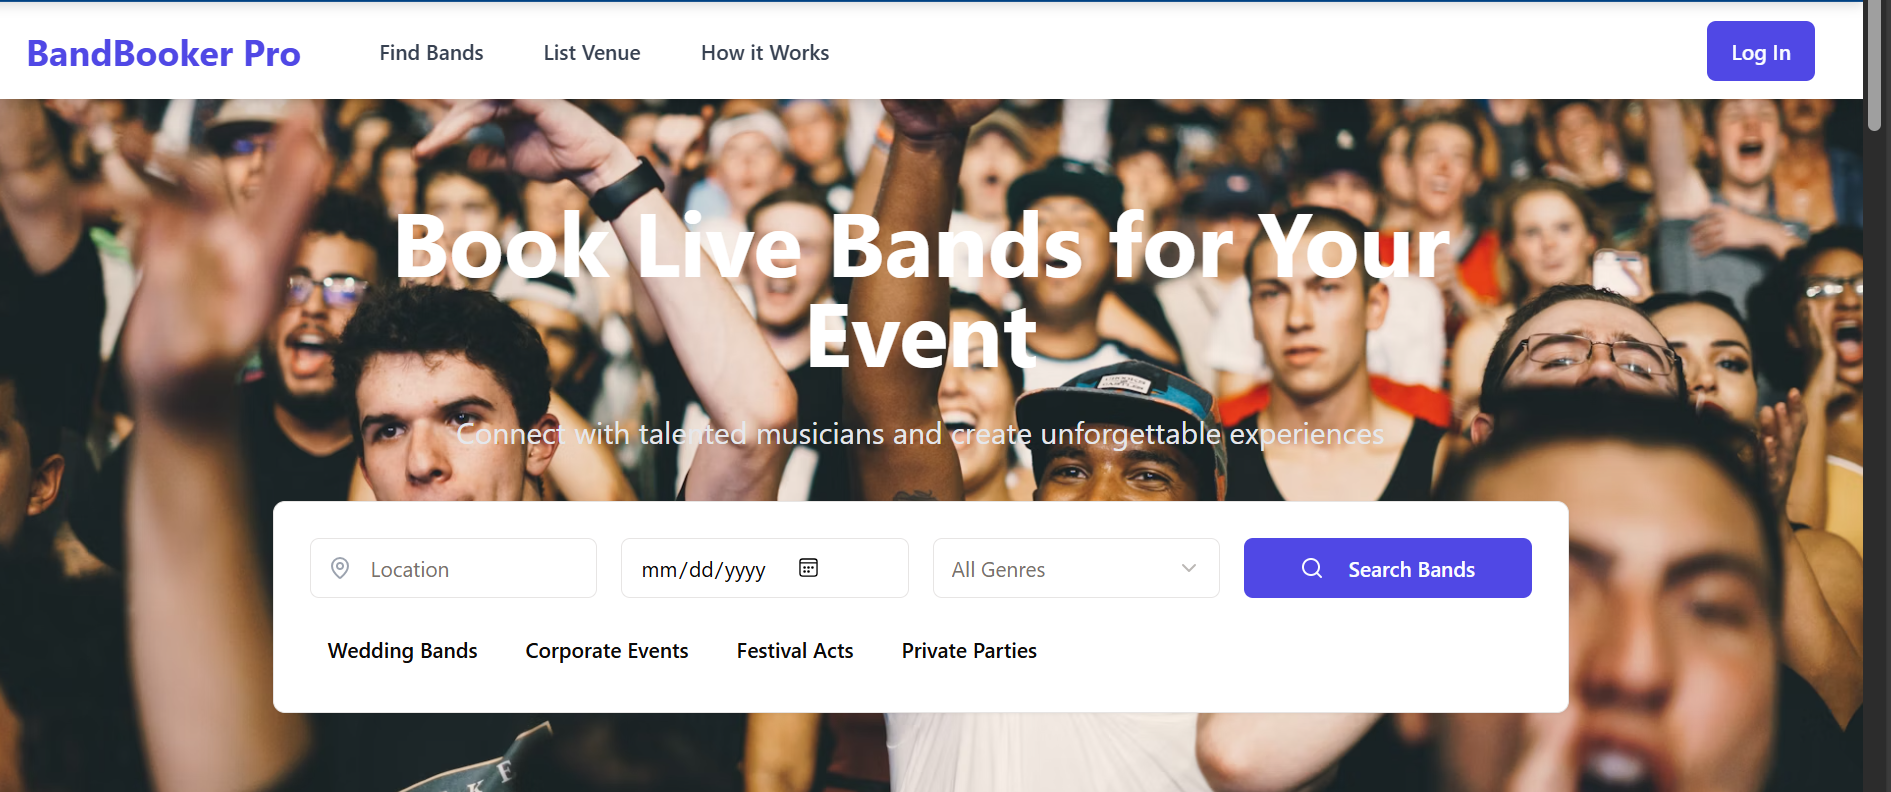 BandBooker Pro
Find Bands
List Venue
How it Works
Log In
Book Live Bands for Your
Event
Connect with talented musicians and create unforgettable experiences
Location
mm/dd/yyyy
All Genres
Search Bands
Wedding Bands
Corporate Events
Festival Acts
Private Parties